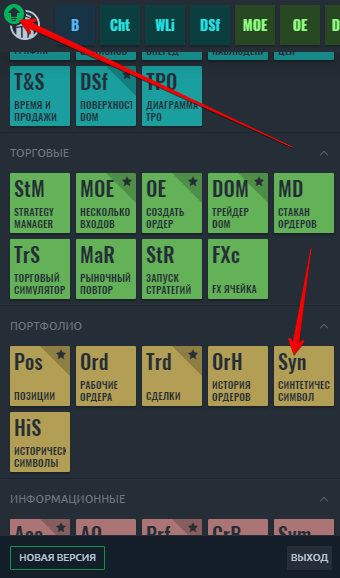 B Cht WLi DSf MOE OE
T&S DSf TPO
ВРЕМЯ И ПРОДАЖИ
ПОВЕРХНОСТ DOM
ДИАГРАММА TPO
ТОРГОВЫЕ
StM MOE OE DOM MD
STRATEGY MANAGER
НЕСКОЛЬКО ВХОДОВ
СОЗДАТЬ ОРДЕР
ТРЕЙДЕР DOM
СТАКАН ОРДЕРОВ
TrS MaR StR FXc
ТОРГОВЫЙ СИМУЛЯТОР
РЫНОЧНЫЙ ПОВТОР
ЗАПУСК СТРАТЕГИЙ
FX ЯЧЕЙКА
ПОРТФОЛИО
Pos Ord Trd OrH Syn
ПОЗИЦИИ
РАБОЧИЕ ОРДЕРА
СДЕЛКИ
ИСТОРИЯ ОРДЕРОВ
СИНТЕТИЧЕС СИМВОЛ
HiS
ИСТОРИЧЕСК СИМВОЛЫ
ИНФОРМАЦИОННЫЕ
НОВАЯ ВЕРСИЯ
ВЫХОД